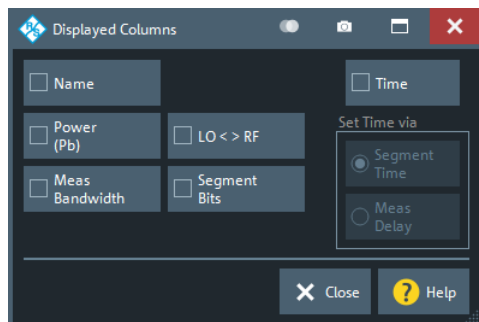 Displayed Columns
Name
Time
Power
(Pb)
LO < > RF
Set Time via
Segment
Time
Meas
Bandwidth
Segment
Bits
Meas
Delay
Close
? Help